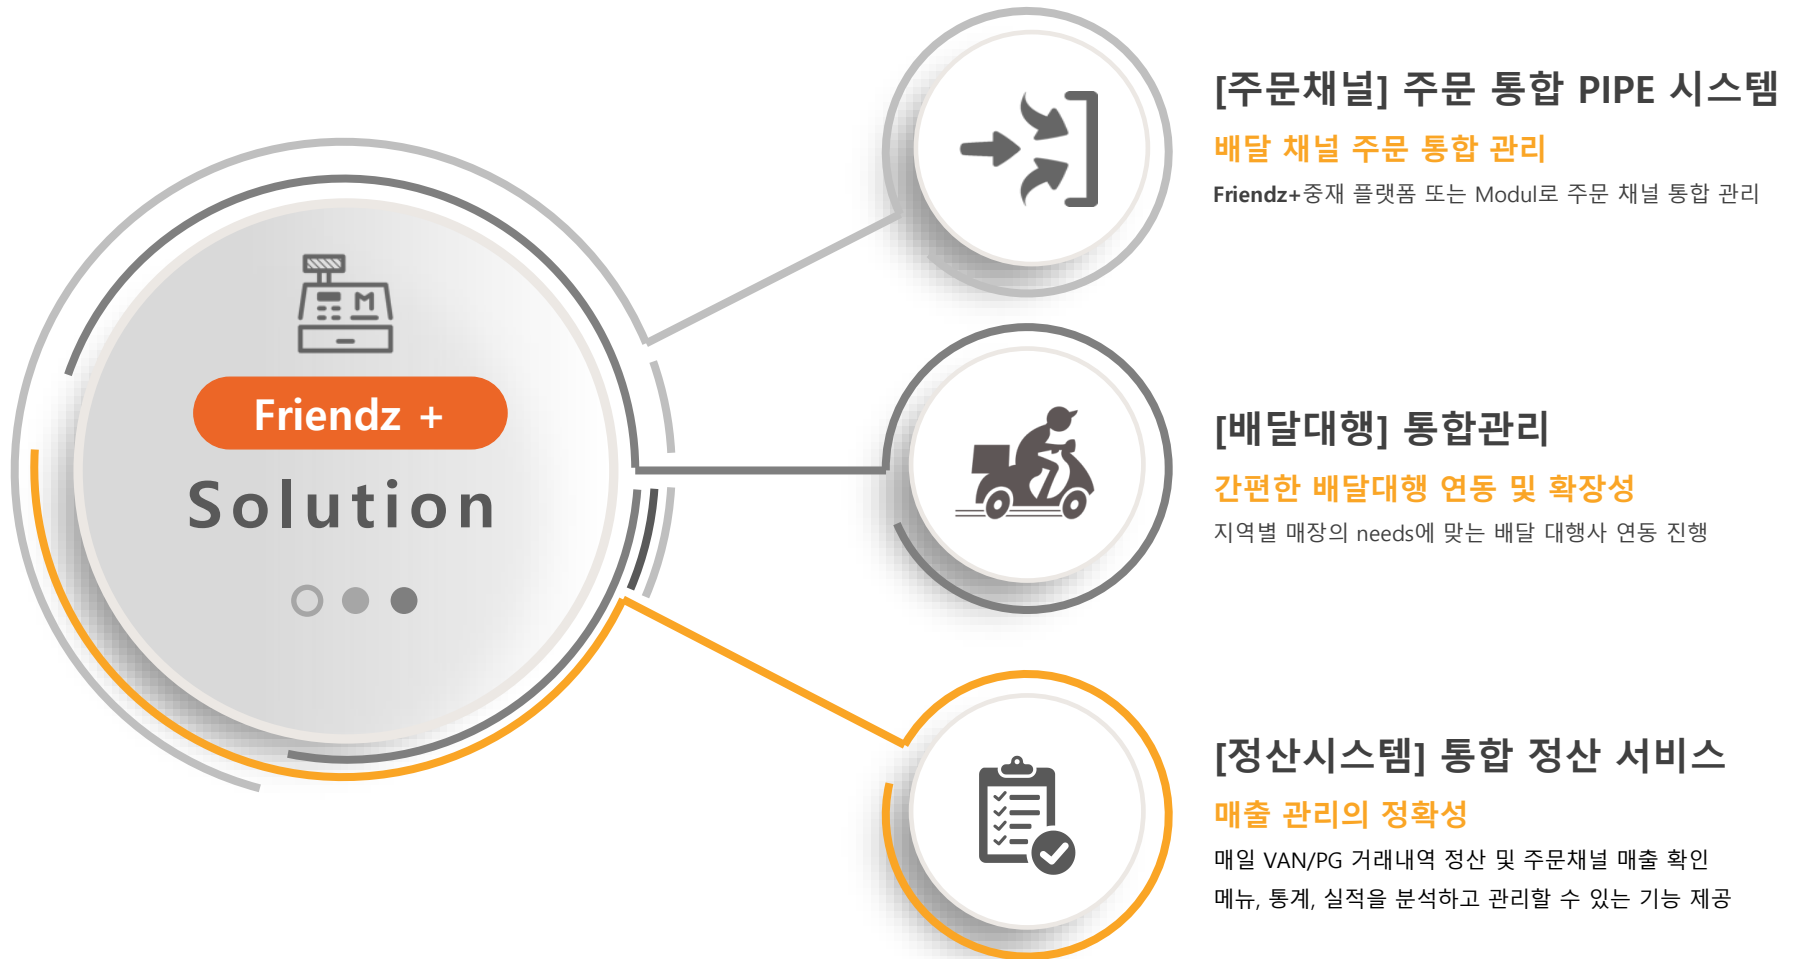 Friendz +
Solution
[주문채널] 주문 통합 PIPE 시스템
배달 채널 주문 통합 관리
Friendz+중재 플랫폼 또는 Modul로 주문 채널 통합 관리
[배달대행] 통합관리
간편한 배달대행 연동 및 확장성
지역별 매장의 needs에 맞는 배달 대행사 연동 진행
[정산시스템] 통합 정산 서비스
매출 관리의 정확성
매일 VAN/PG 거래내역 정산 및 주문채널 매출 확인
메뉴, 통계, 실적을 분석하고 관리할 수 있는 기능 제공